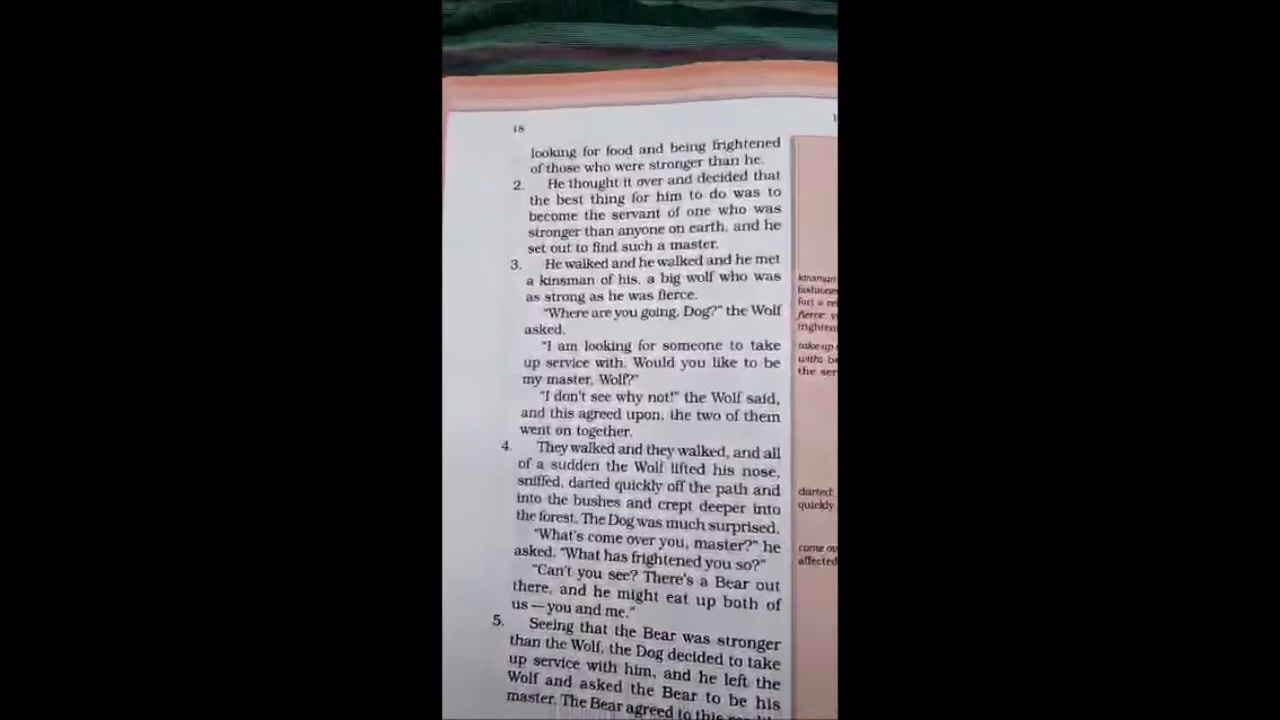 18
looking for food and being frightened
of those who were stronger than he.
2. He thought it over and decided that
the best thing for him to do was to
become the servant of one who was
stronger than anyone on earth, and he
set out to find such a master.
3. He walked and he walked and he met
a kinsman of his, a big wolf who was
as strong as he was fierce.
"Where are you going, Dog?" the Wolf
asked.
"I am looking for someone to take
up service with. Would you like to be
my master, Wolf?"
"I don't see why not!" the Wolf said,
and this agreed upon, the two of them
went on together.
4. They walked and they walked, and all
of a sudden the Wolf lifted his nose,
sniffed, darted quickly off the path and
into the bushes and crept deeper into
the forest. The Dog was much surprised.
"What's come over you, master?" he
asked. "What has frightened you so?"
"Can't you see? There's a Bear out
there, and he might eat up both of
us — you and me."
5. Seeing that the Bear was stronger
than the Wolf, the Dog decided to take
up service with him, and he left the
Wolf and asked the Bear to be his
master. The Bear agreed to this
kinsman
fierce:
take up
with:
the
darted
quickly
come
affected